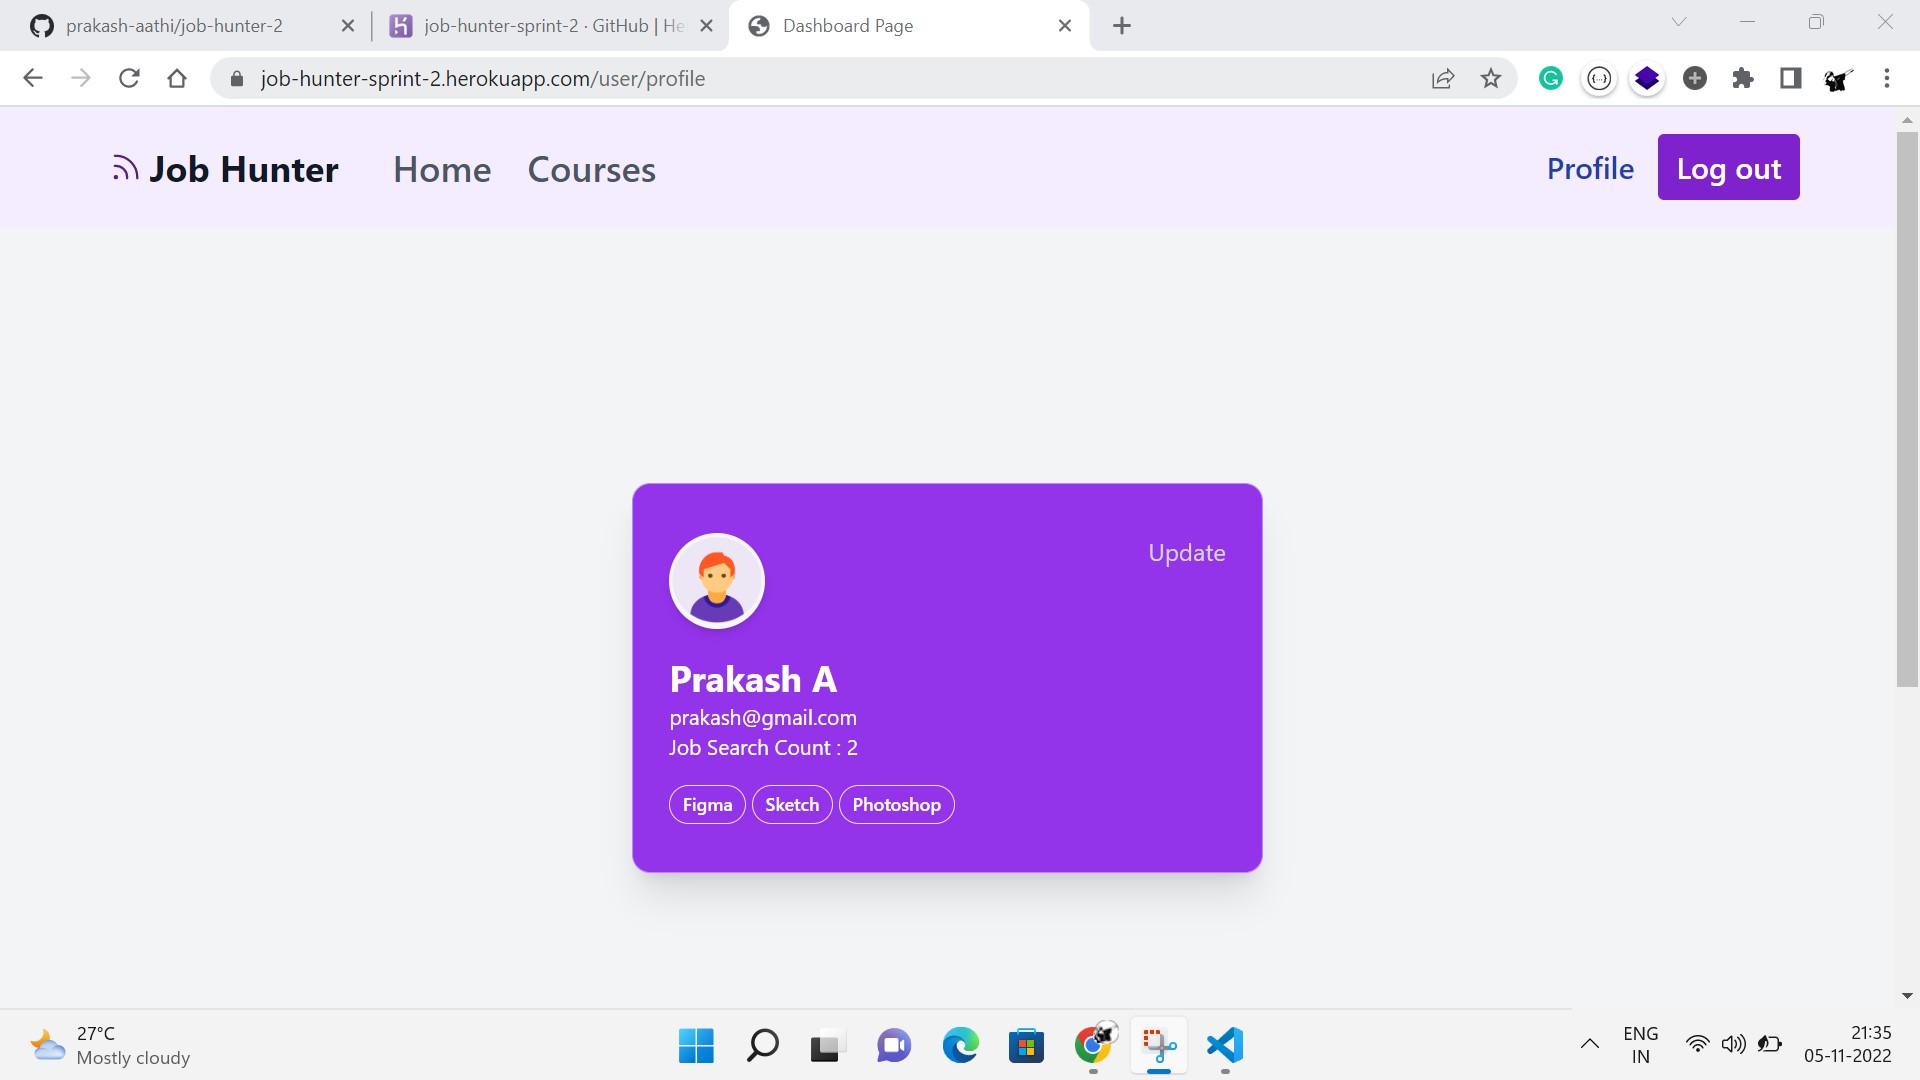 prakash-aathi/job-hunter-2
job-hunter-sprint-2 · GitHub | He
Dashboard Page
job-hunter-sprint-2.herokuapp.com/user/profile
Job Hunter
Home
Courses
Profile
Log out
Update
Prakash A
prakash@gmail.com
Job Search Count : 2
Figma
Sketch
Photoshop
27°C
Mostly cloudy
ENG
IN
21:35
05-11-2022